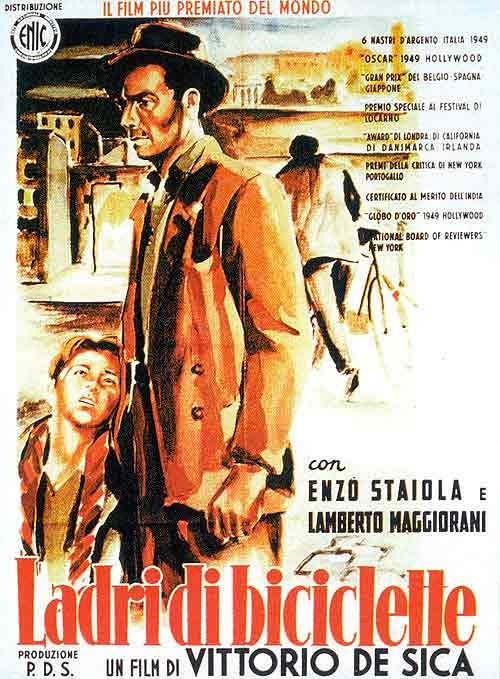 DISTRIBUZIONE
ENIC
IL FILM PIU PREMIATO DEL MONDO
6 NASTRI D'ARGENTO ITALIA 1949
"OSCAR" 1949 HOLLYWOOD
"GRAN PRIX" DEL BELGIO-SPAGNA
GIAPPONE
PREMIO SPECIALE AL FESTIVAL DI
LOCARNO
"AWARD" DI LONDRA, DI CALIFORNIA
DI DANIMARCA, IRLANDA
PREMI DELLA CRITICA DI NEW YORK
PORTOGALLO
CERTIFICATO AL MERITO DELL'INDIA
"GLOBO D'ORO" 1949 HOLLYWOOD
NATIONAL BOARD OF REVIEWERS
NEW YORK
con
ENZO STAIOLA E
LAMBERTO MAGGIORANI
Ladri di biciclette
PRODUZIONE
P. D. S.
UN FILM DI VITTORIO DE SICA